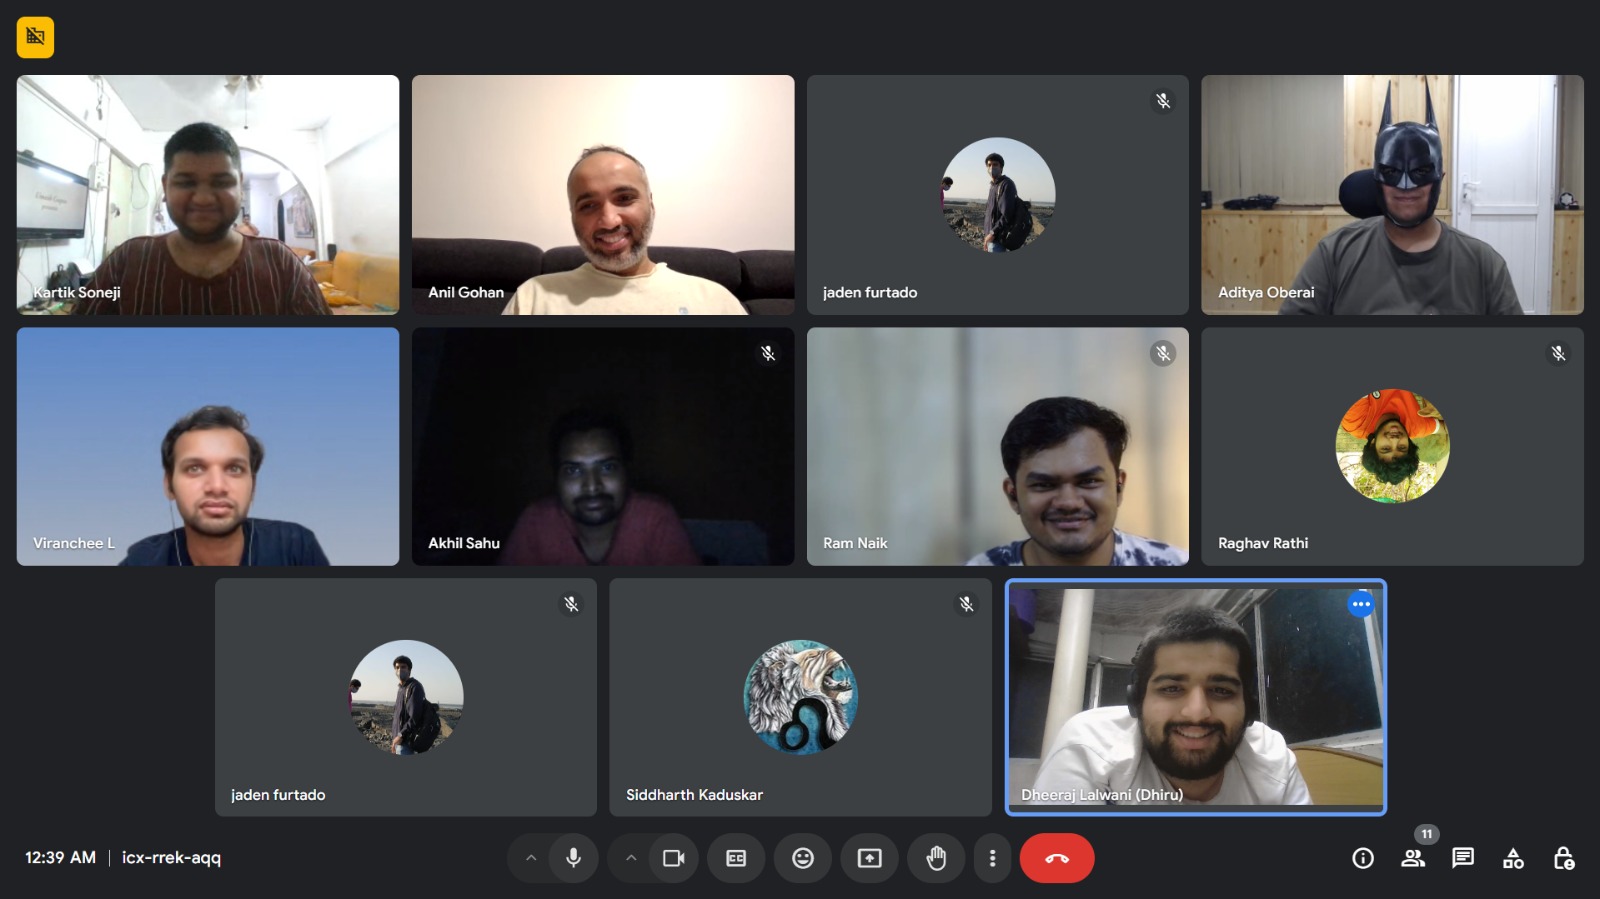 Kartik Soneji
Anil Gohan
jaden furtado
Aditya Oberai
Viranchee L
Akhil Sahu
Ram Naik
Raghav Rathi
jaden furtado
Siddharth Kaduskar
Dheeraj Lalwani (Dhiru)
12:39 AM | icx-rrek-aqq
CC
11